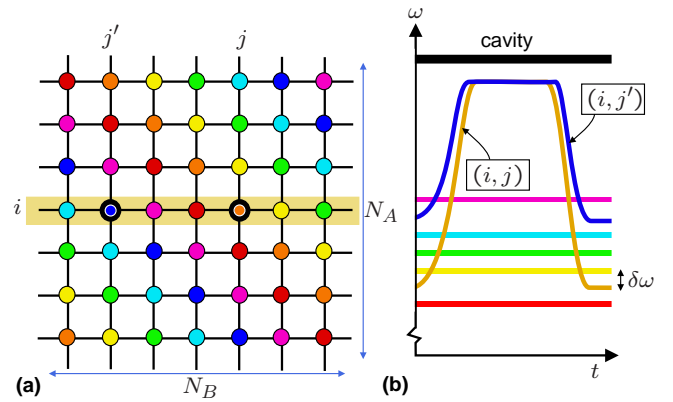 j′ j
i
N_A
N_B
(a)
ω
cavity
(i, j′)
(i, j)
δω
t
(b)